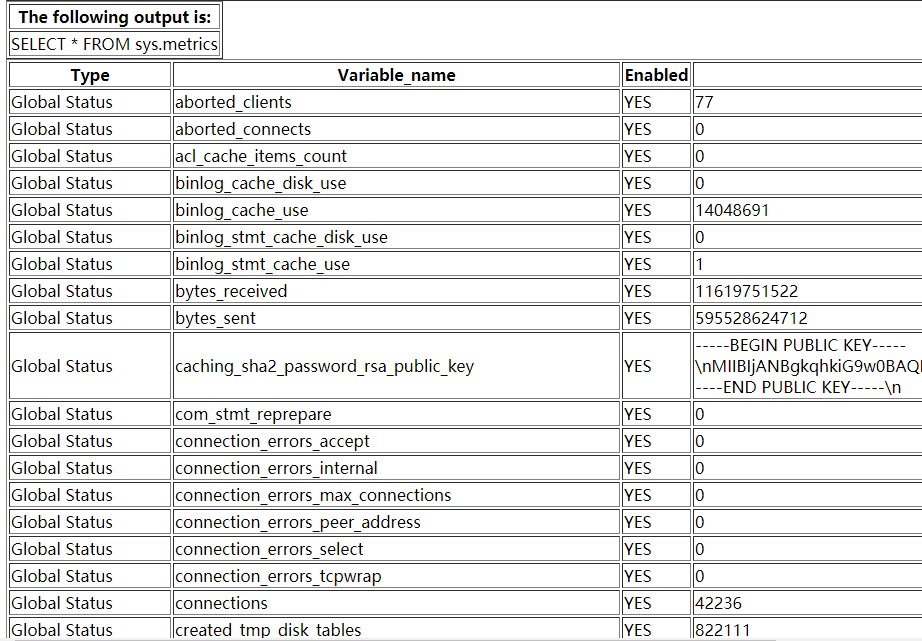 The following output is:
SELECT * FROM sys.metrics
Type Variable_name Enabled
Global Status aborted_clients YES 77
Global Status aborted_connects YES 0
Global Status acl_cache_items_count YES 0
Global Status binlog_cache_disk_use YES 0
Global Status binlog_cache_use YES 14048691
Global Status binlog_stmt_cache_disk_use YES 0
Global Status binlog_stmt_cache_use YES 1
Global Status bytes_received YES 11619751522
Global Status bytes_sent YES 595528624712
-----BEGIN PUBLIC KEY-----
Global Status caching_sha2_password_rsa_public_key YES \nMIIBIjANBgkqhkiG9w0BAQ
----END PUBLIC KEY-----\n
Global Status com_stmt_reprepare YES 0
Global Status connection_errors_accept YES 0
Global Status connection_errors_internal YES 0
Global Status connection_errors_max_connections YES 0
Global Status connection_errors_peer_address YES 0
Global Status connection_errors_select YES 0
Global Status connection_errors_tcpwrap YES 0
Global Status connections YES 42236
Global Status created_tmp_disk_tables YES 822111